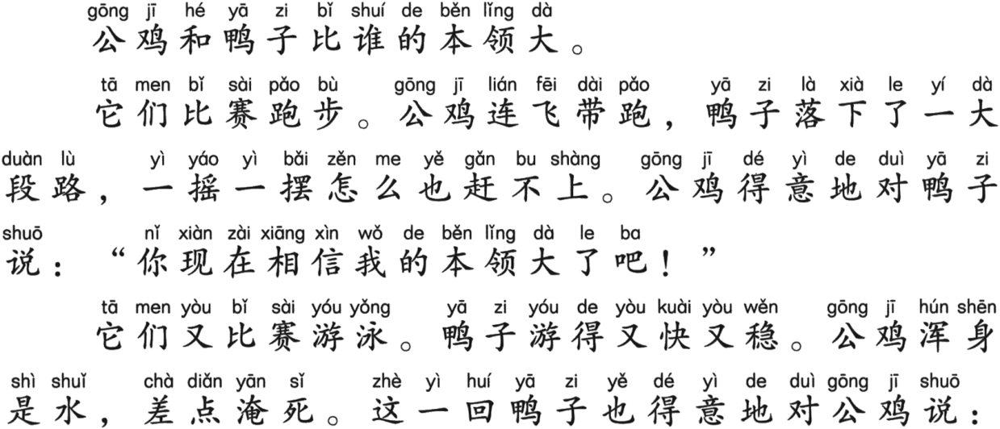 gōng jī hé yā zi bǐ shuí de běn lǐng dà
公鸡和鸭子比谁的本领大。
tā men bǐ sài pǎo bù gōng jī lián fēi dài pǎo yā zi là xià le yí dà
它们比赛跑步。公鸡连飞带跑，鸭子落下了一大
duàn lù yì yáo yì bǎi zěn me yě gǎn bu shàng gōng jī dé yì de duì yā zi
段路，一摇一摆怎么也赶不上。公鸡得意地对鸭子
shuō nǐ xiàn zài xiāng xìn wǒ de běn lǐng dà le ba
说：“你现在相信我的本领大了吧！”
tā men yòu bǐ sài yóu yǒng yā zi yóu de yòu kuài yòu wěn gōng jī hún shēn
它们又比赛游泳。鸭子游得又快又稳。公鸡浑身
shì shuǐ chà diǎn yān sǐ zhè yì huí yā zi yě dé yì de duì gōng jī shuō
是水，差点淹死。这一回鸭子也得意地对公鸡说：